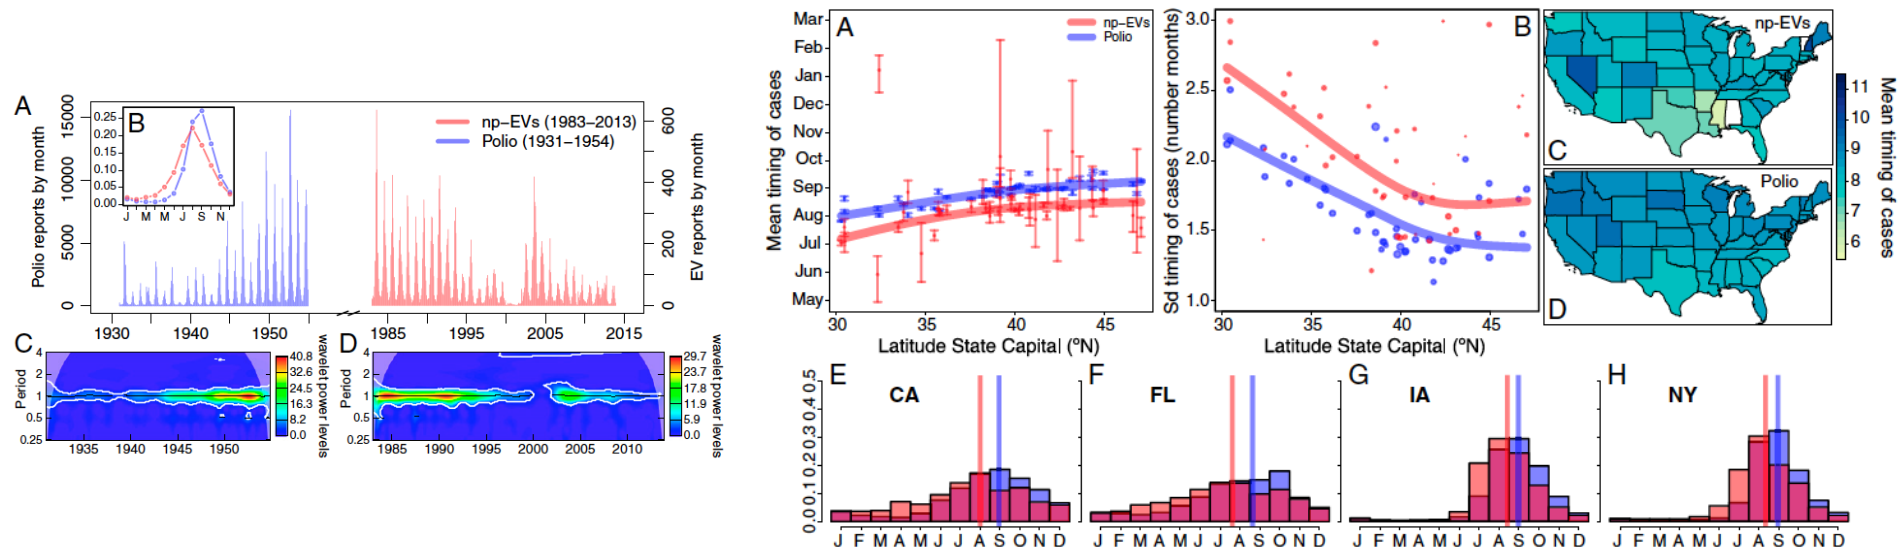 A
Polio reports by month
15000
10000
5000
0
B
0.25
0.20
0.15
0.10
0.05
0.00
J M M J S N
np-EVs (1983−2013)
Polio (1931−1954)
600
400
200
0
EV reports by month
1930 1940 1950 1985 1995 2005 2015
C
Period
4
2
1
0.5
0.25
1935 1940 1945 1950
40.8
32.6
24.5
16.3
8.2
0.0
wavelet power levels
D
Period
4
2
1
0.5
0.25
1985 1990 1995 2000 2005 2010
29.7
23.7
17.8
11.8
5.9
0.0
wavelet power levels
A
Mean timing of cases
Mar
Feb
Jan
Dec
Nov
Oct
Sep
Aug
Jul
Jun
May
np-EVs
Polio
30 35 40 45
Latitude State Capital (°N)
B
Sd timing of cases (number months)
3.0
2.5
2.0
1.5
1.0
30 35 40 45
Latitude State Capital (°N)
np-EVs
C
Polio
D
11
10
9
8
7
6
Mean timing of cases
E
CA
0.0 0.1 0.2 0.3 0.4 0.5
J F M A M J J A S O N D
F
FL
J F M A M J J A S O N D
G
IA
J F M A M J J A S O N D
H
NY
J F M A M J J A S O N D